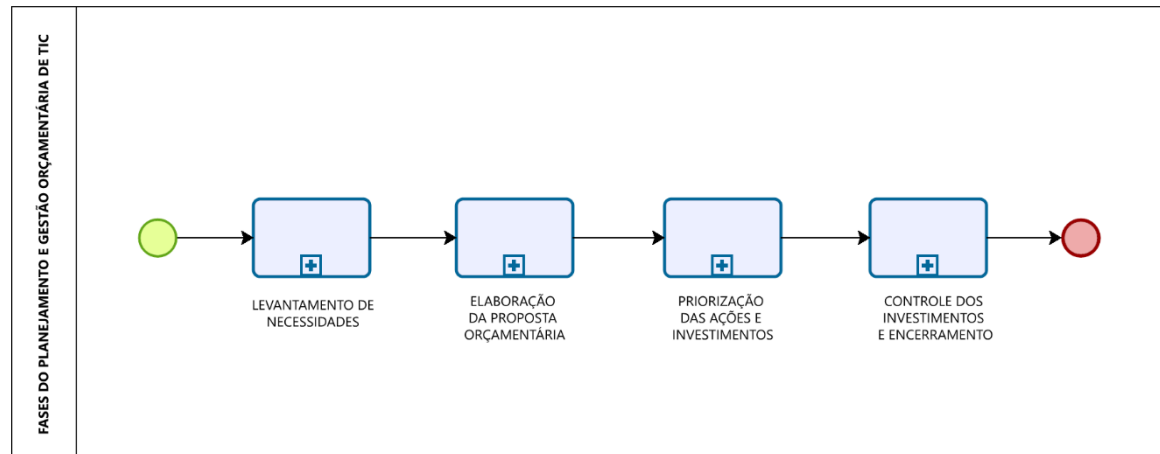 FASES DO PLANEJAMENTO E GESTÃO ORÇAMENTÁRIA DE TIC
LEVANTAMENTO DE
NECESSIDADES
ELABORAÇÃO
DA PROPOSTA
ORÇAMENTÁRIA
PRIORIZAÇÃO
DAS AÇÕES E
INVESTIMENTOS
CONTROLE DOS
INVESTIMENTOS
E ENCERRAMENTO